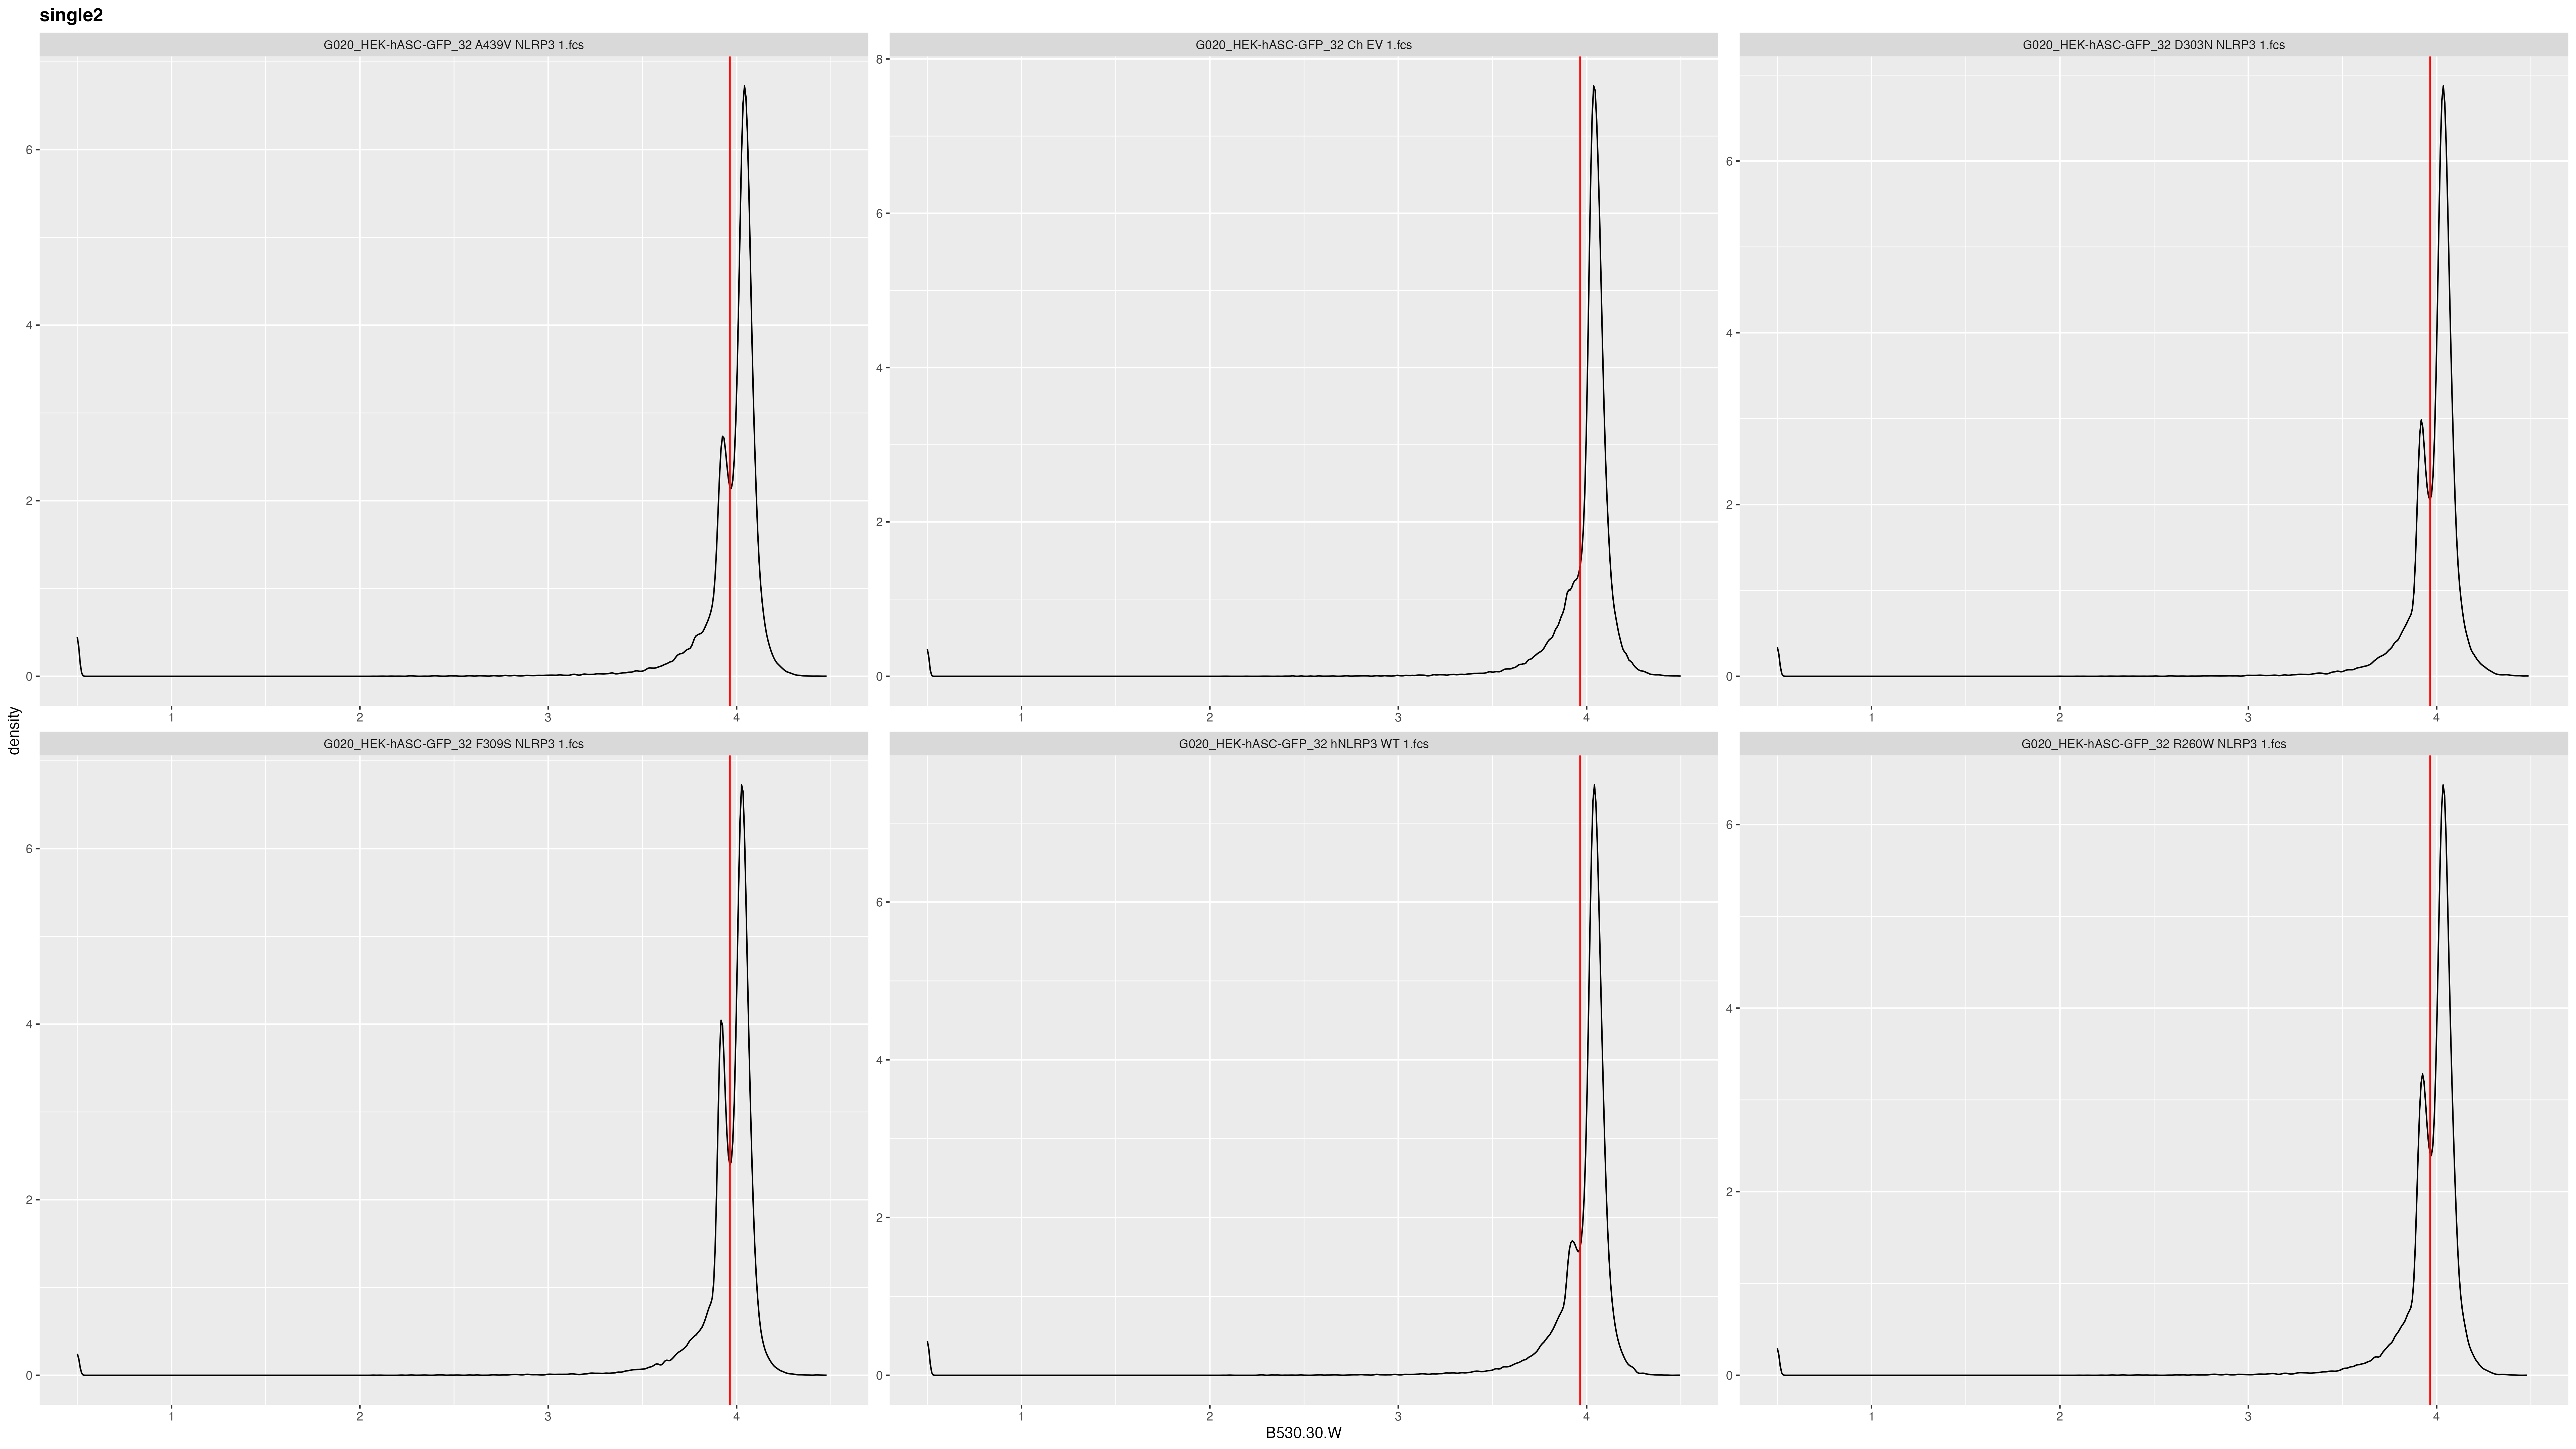 single2
G020_HEK-hASC-GFP_32 A439V NLRP3 1.fcs
G020_HEK-hASC-GFP_32 Ch EV 1.fcs
G020_HEK-hASC-GFP_32 D303N NLRP3 1.fcs
6
4
2
0
1 2 3 4
8
6
4
2
0
1 2 3 4
6
4
2
0
1 2 3 4
density
G020_HEK-hASC-GFP_32 F309S NLRP3 1.fcs
G020_HEK-hASC-GFP_32 hNLRP3 WT 1.fcs
G020_HEK-hASC-GFP_32 R260W NLRP3 1.fcs
6
4
2
0
1 2 3 4
6
4
2
0
1 2 3 4
6
4
2
0
1 2 3 4
B530.30.W